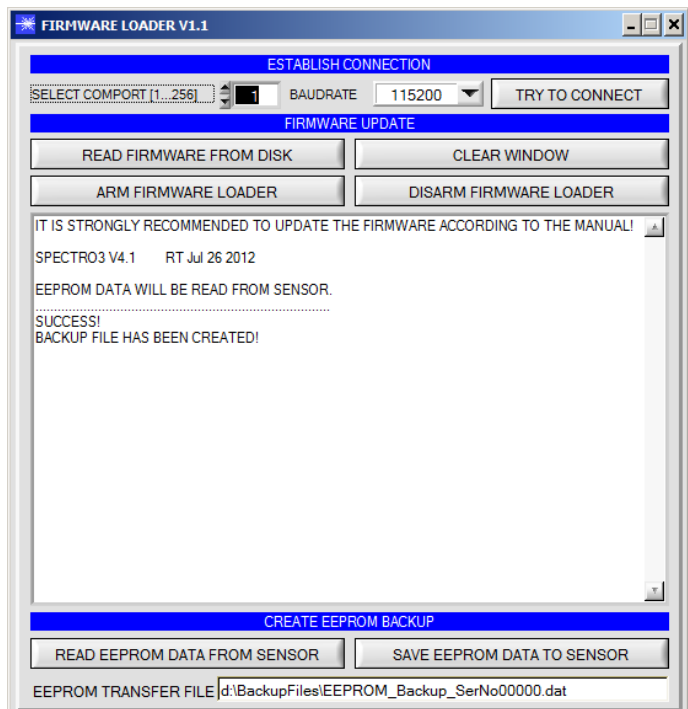 FIRMWARE LOADER V1.1
ESTABLISH CONNECTION
SELECT COMPORT [1...256] 1 BAUDRATE 115200 TRY TO CONNECT
FIRMWARE UPDATE
READ FIRMWARE FROM DISK CLEAR WINDOW
ARM FIRMWARE LOADER DISARM FIRMWARE LOADER
IT IS STRONGLY RECOMMENDED TO UPDATE THE FIRMWARE ACCORDING TO THE MANUAL!
SPECTRO3 V4.1 RT Jul 26 2012
EEPROM DATA WILL BE READ FROM SENSOR.
................................................................................
SUCCESS!
BACKUP FILE HAS BEEN CREATED!
CREATE EEPROM BACKUP
READ EEPROM DATA FROM SENSOR SAVE EEPROM DATA TO SENSOR
EEPROM TRANSFER FILE d:\BackupFiles\EEPROM_Backup_SerNo00000.dat